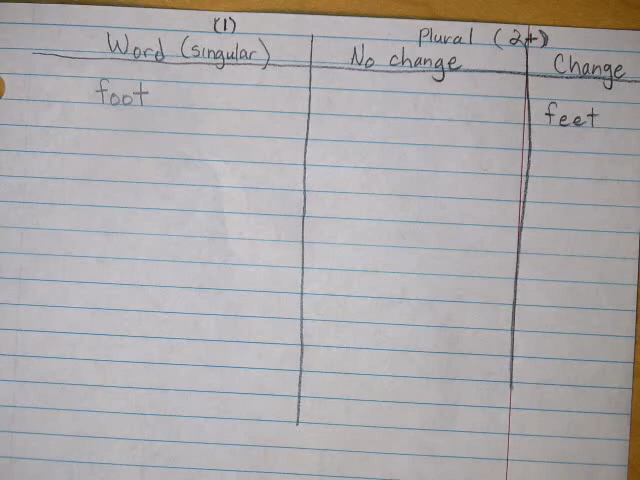 (1)
Plural (2+)
Word (singular)
No change
Change
foot
feet